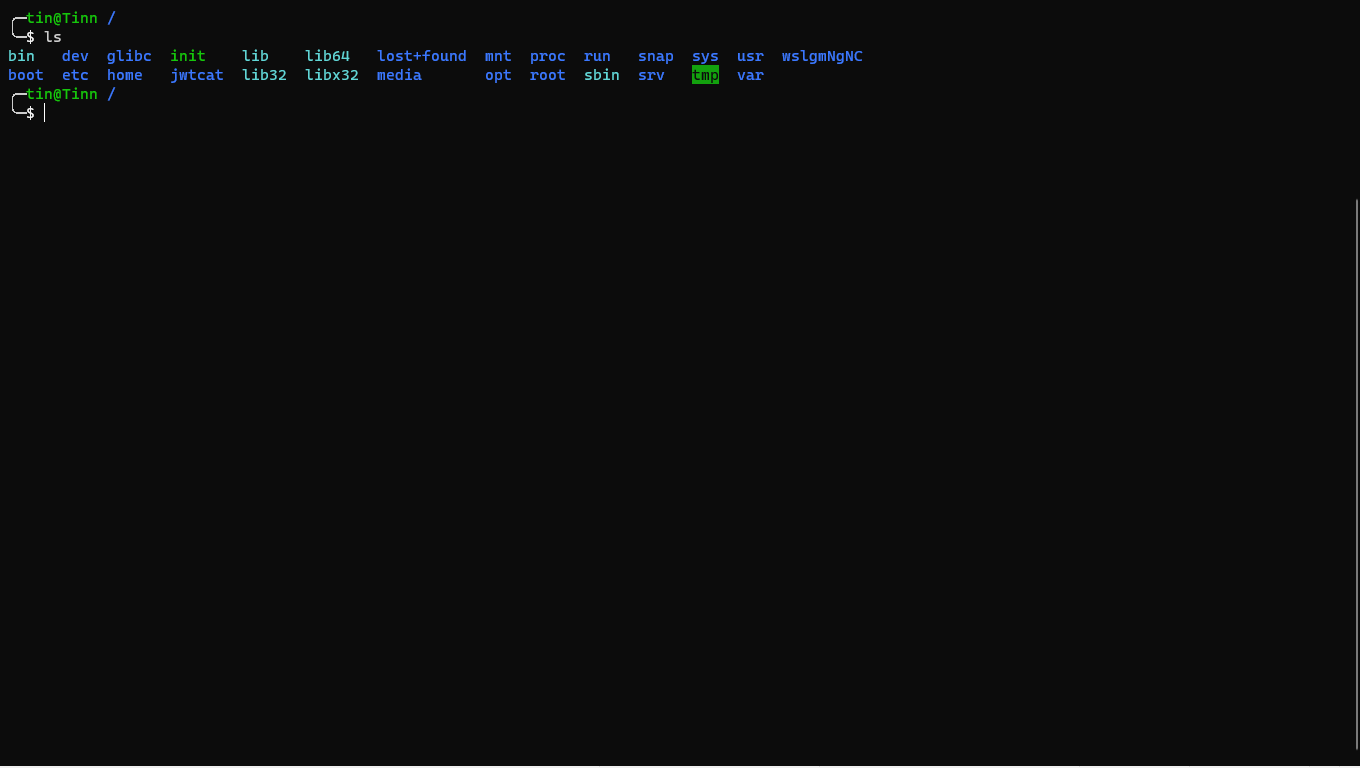 ╭─tin@Tinn /
╰─$ ls
bin   dev  glibc  init    lib    lib64   lost+found  mnt  proc  run   snap  sys  usr  wslgmNgNC
boot  etc  home   jwtcat  lib32  libx32  media       opt  root  sbin  srv   tmp  var
╭─tin@Tinn /
╰─$